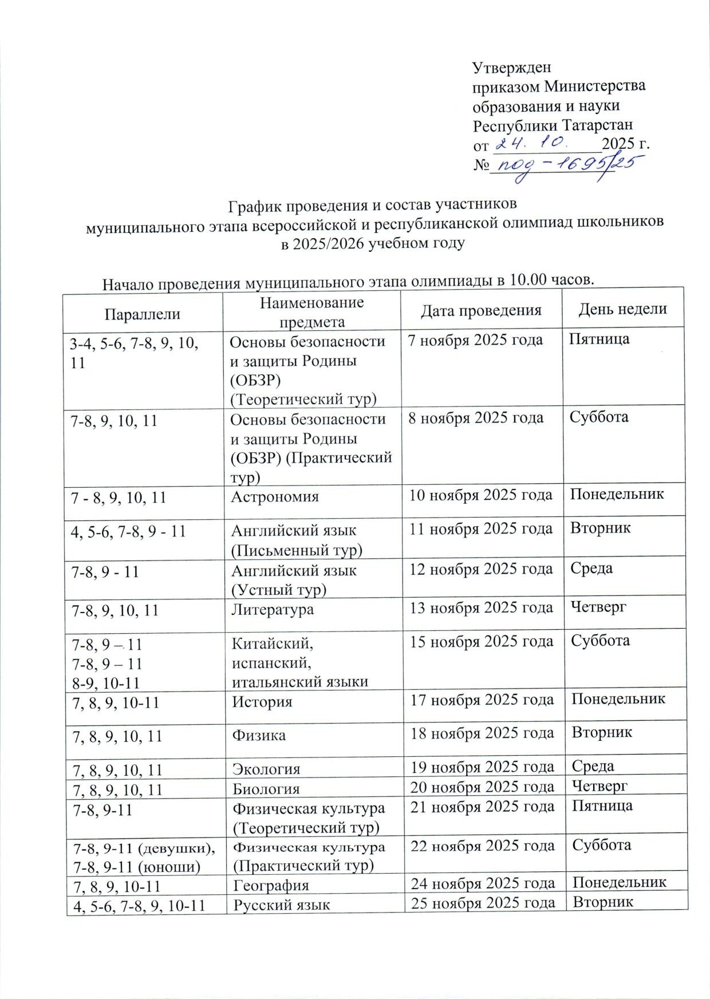 Утвержден
приказом Министерства
образования и науки
Республики Татарстан
от 24. 10. 2025 г.
№ под-1695/25
График проведения и состав участников
муниципального этапа всероссийской и республиканской олимпиад школьников
в 2025/2026 учебном году
Начало проведения муниципального этапа олимпиады в 10.00 часов.
Параллели
Наименование
предмета
Дата проведения
День недели
3-4, 5-6, 7-8, 9, 10,
11
Основы безопасности
и защиты Родины
(ОБЗР)
(Теоретический тур)
7 ноября 2025 года
Пятница
7-8, 9, 10, 11
Основы безопасности
и защиты Родины
(ОБЗР) (Практический
тур)
8 ноября 2025 года
Суббота
7 - 8, 9, 10, 11
Астрономия
10 ноября 2025 года
Понедельник
4, 5-6, 7-8, 9 - 11
Английский язык
(Письменный тур)
11 ноября 2025 года
Вторник
7-8, 9 - 11
Английский язык
(Устный тур)
12 ноября 2025 года
Среда
7-8, 9, 10, 11
Литература
13 ноября 2025 года
Четверг
7-8, 9 – 11
7-8, 9 – 11
8-9, 10-11
Китайский,
испанский,
итальянский языки
15 ноября 2025 года
Суббота
7, 8, 9, 10-11
История
17 ноября 2025 года
Понедельник
7, 8, 9, 10, 11
Физика
18 ноября 2025 года
Вторник
7, 8, 9, 10, 11
Экология
19 ноября 2025 года
Среда
7, 8, 9, 10, 11
Биология
20 ноября 2025 года
Четверг
7-8, 9-11
Физическая культура
(Теоретический тур)
21 ноября 2025 года
Пятница
7-8, 9-11 (девушки),
7-8, 9-11 (юноши)
Физическая культура
(Практический тур)
22 ноября 2025 года
Суббота
7, 8, 9, 10-11
География
24 ноября 2025 года
Понедельник
4, 5-6, 7-8, 9, 10-11
Русский язык
25 ноября 2025 года
Вторник